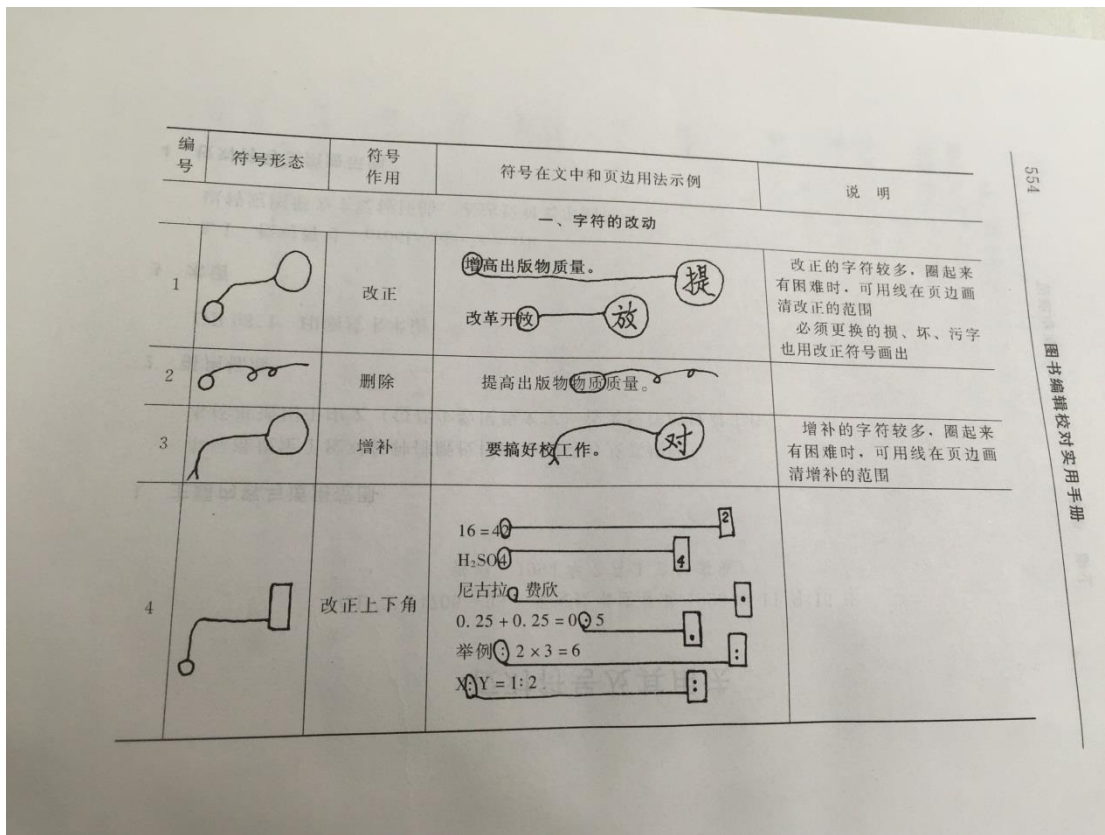 编号 符号形态 符号作用 符号在文中和页边用法示例 说 明
一、字符的改动
1 改正
增高出版物质量。 提
改革开放 放
改正的字符较多，圈起来
有困难时，可用线在页边画
清改正的范围
必须更换的损、坏、污字
也用改正符号画出
2 删除 提高出版物物质质量。
3 增补 要搞好校工作。 对
增补的字符较多，圈起来
有困难时，可用线在页边画
清增补的范围
4 改正上下角
16=42 2
H₂SO4 4
尼古拉。费欣 ·
0.25+0.25=0·5 .
举例：2×3=6 :
X:Y=1:2 :
554
图书编辑校对实用手册